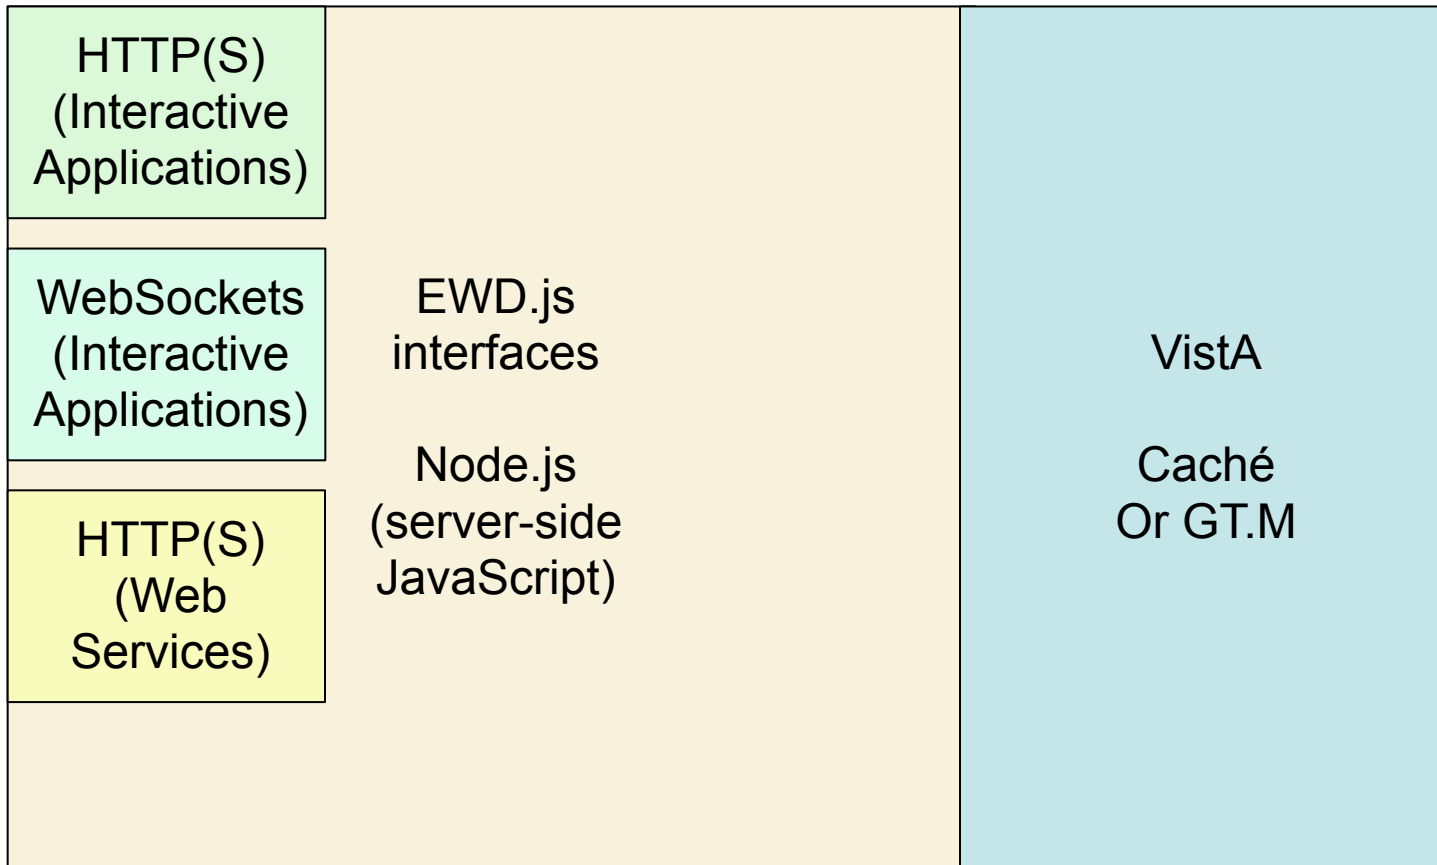 HTTP(S)
(Interactive
Applications)
WebSockets
(Interactive
Applications)
HTTP(S)
(Web
Services)
EWD.js
interfaces
Node.js
(server-side
JavaScript)
VistA
Caché
Or GT.M